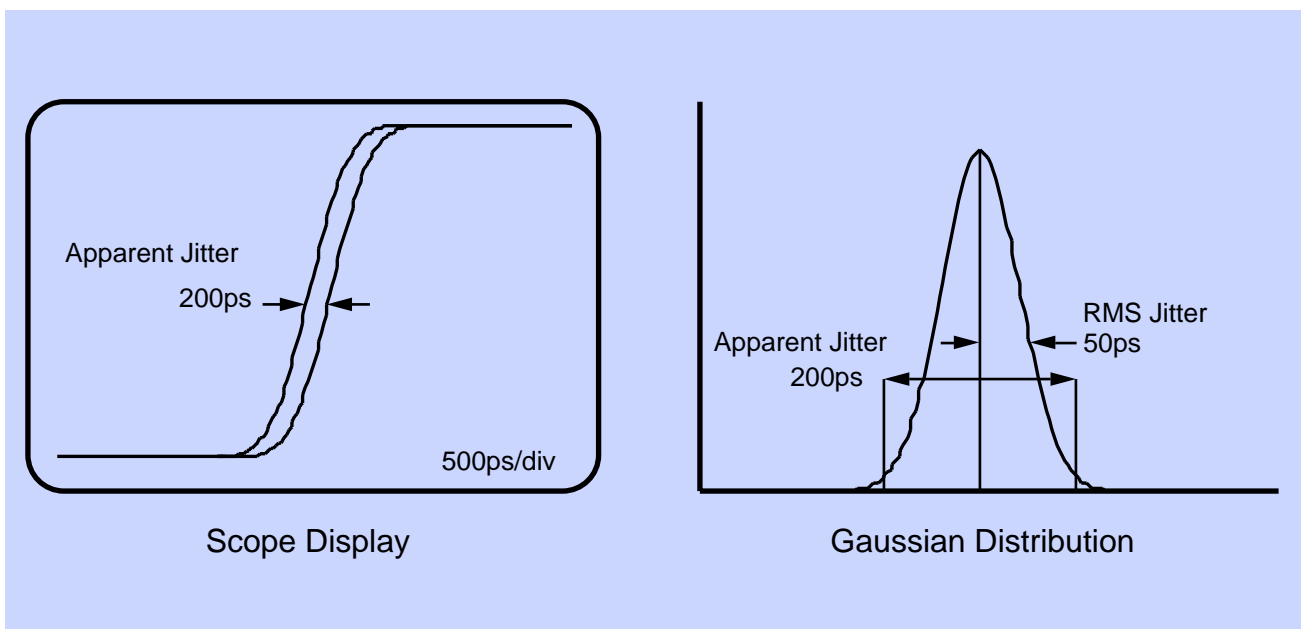 Apparent Jitter
200ps
500ps/div
Scope Display
RMS Jitter
50ps
Apparent Jitter
200ps
Gaussian Distribution